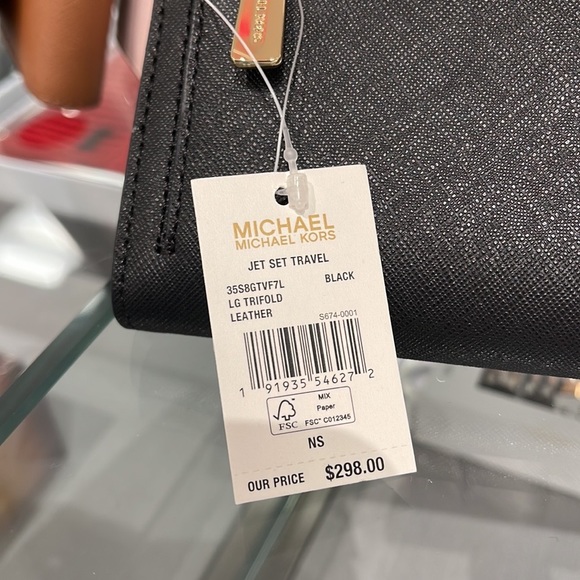 MICHAEL
MICHAEL KORS
JET SET TRAVEL
35S8GTVF7L BLACK
LG TRIFOLD
LEATHER
S674-0001
1 91935 54627 2
MIX
Paper
FSC FSC™ C012345
NS
OUR PRICE $298.00